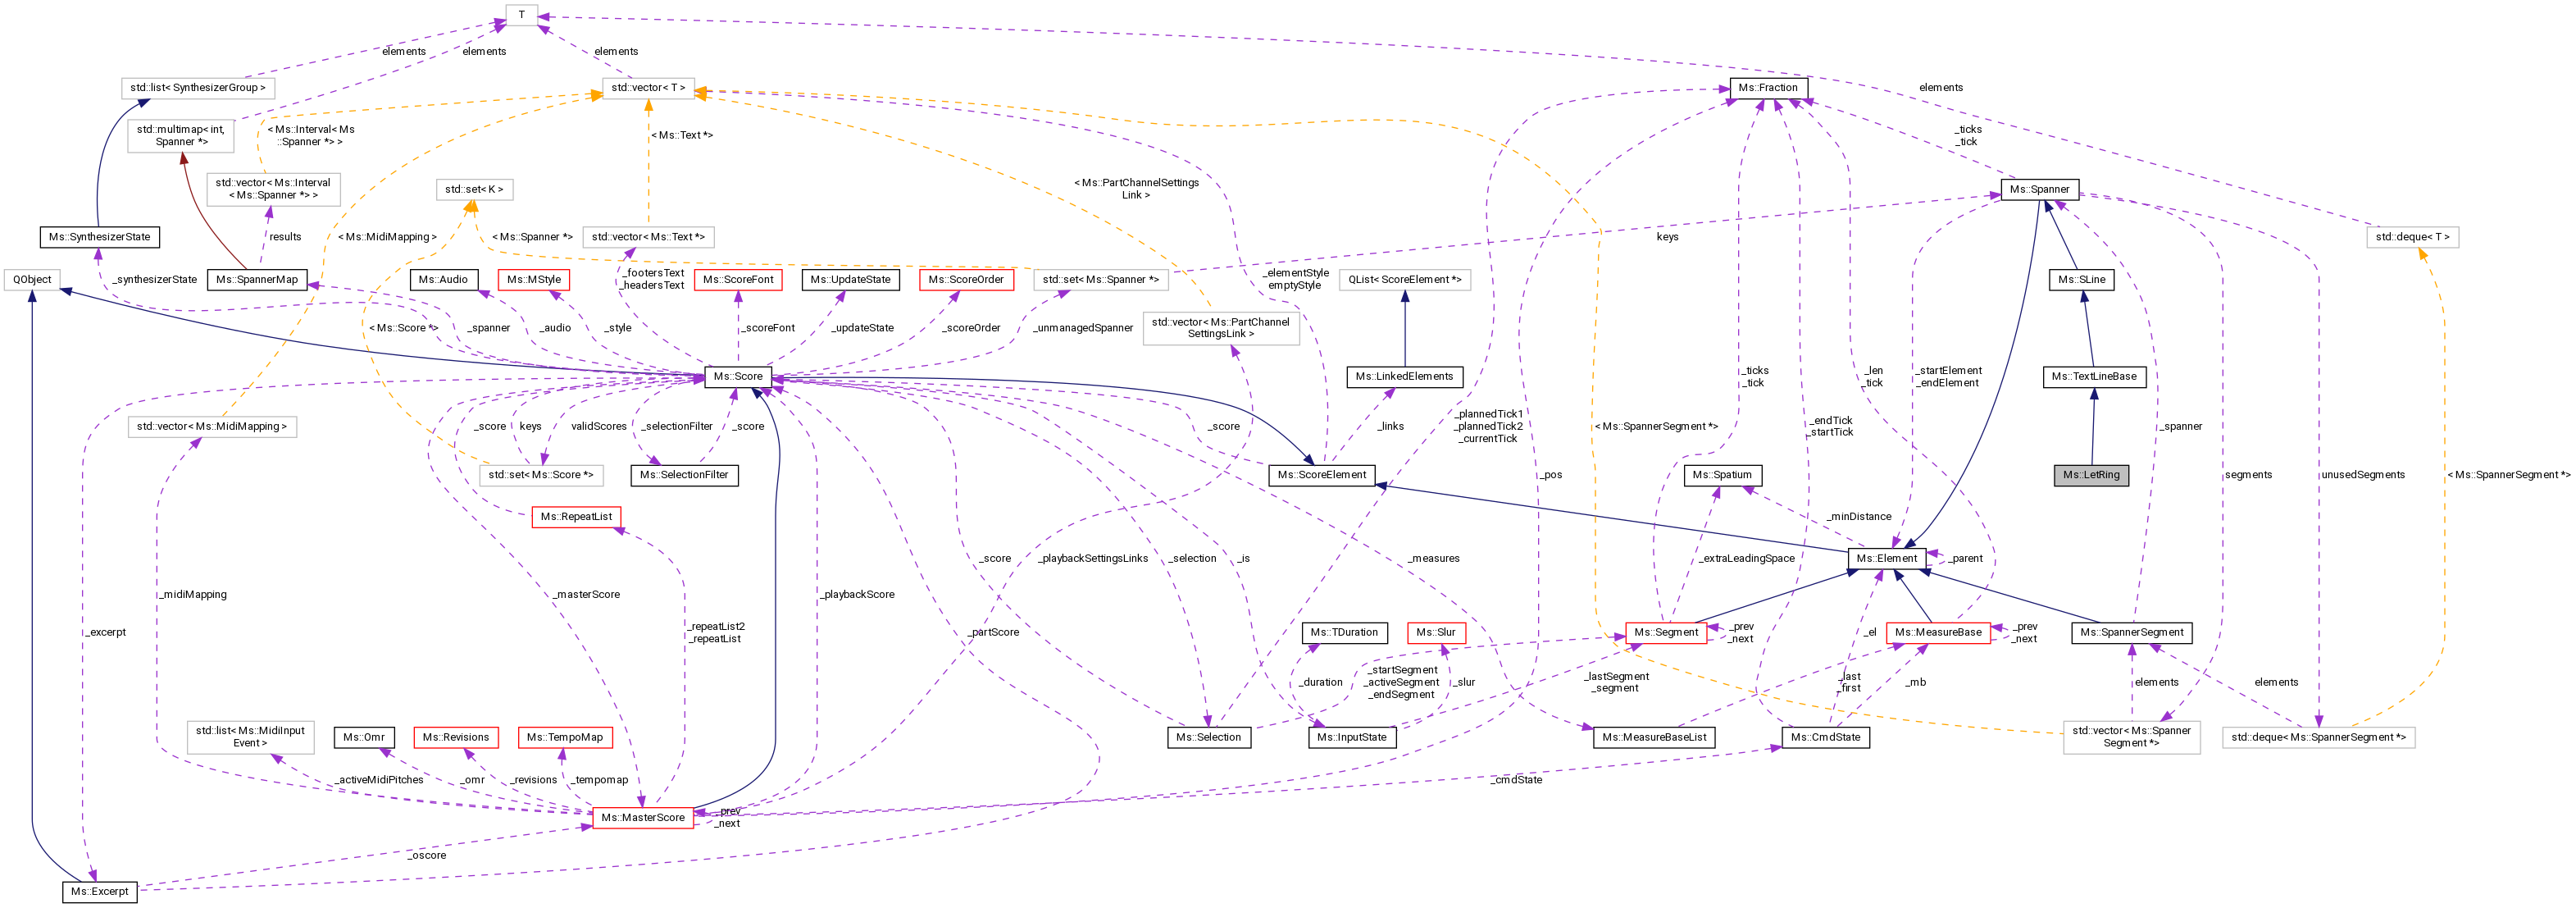 T
elements
elements
elements
std::list< SynthesizerGroup >
std::vector< T >
Ms::Fraction
elements
std::multimap< int,
Spanner *>
< Ms::Interval< Ms
::Spanner *> >
< Ms::Text *>
_ticks
_tick
std::vector< Ms::Interval
< Ms::Spanner *> >
std::set< K >
< Ms::PartChannelSettings
Link >
Ms::Spanner
Ms::SynthesizerState
results
< Ms::MidiMapping >
< Ms::Spanner *>
std::vector< Ms::Text *>
keys
std::deque< T >
QObject
_synthesizerState
Ms::SpannerMap
Ms::Audio
Ms::MStyle
_footersText
_headersText
Ms::ScoreFont
Ms::UpdateState
Ms::ScoreOrder
std::set< Ms::Spanner *>
_elementStyle
emptyStyle
QList< ScoreElement *>
Ms::SLine
< Ms::Score *>
_spanner
_audio
_style
_scoreFont
_updateState
_scoreOrder
_unmanagedSpanner
std::vector< Ms::PartChannel
SettingsLink >
Ms::Score
Ms::LinkedElements
_ticks
_tick
_len
_tick
_startElement
_endElement
Ms::TextLineBase
std::vector< Ms::MidiMapping >
_score
keys
validScores
_selectionFilter
_score
_score
_links
_plannedTick1
_plannedTick2
_currentTick
< Ms::SpannerSegment *>
_endTick
_startTick
_spanner
std::set< Ms::Score *>
Ms::SelectionFilter
Ms::ScoreElement
_pos
Ms::Spatium
Ms::LetRing
segments
unusedSegments
< Ms::SpannerSegment *>
Ms::RepeatList
_minDistance
_score
_playbackSettingsLinks
_selection
_is
_measures
_extraLeadingSpace
Ms::Element
_parent
_midiMapping
_masterScore
_playbackScore
_excerpt
_repeatList2
_repeatList
_partScore
Ms::TDuration
Ms::Slur
Ms::Segment
_prev
_next
_el
Ms::MeasureBase
_prev
_next
Ms::SpannerSegment
_duration
_startSegment
_activeSegment
_endSegment
_slur
_lastSegment
_segment
_last
_first
_mb
elements
elements
std::list< Ms::MidiInput
Event >
Ms::Omr
Ms::Revisions
Ms::TempoMap
Ms::Selection
Ms::InputState
Ms::MeasureBaseList
Ms::CmdState
std::vector< Ms::Spanner
Segment *>
std::deque< Ms::SpannerSegment *>
_activeMidiPitches
_omr
_revisions
_tempomap
_cmdState
Ms::MasterScore
_prev
_next
_oscore
Ms::Excerpt